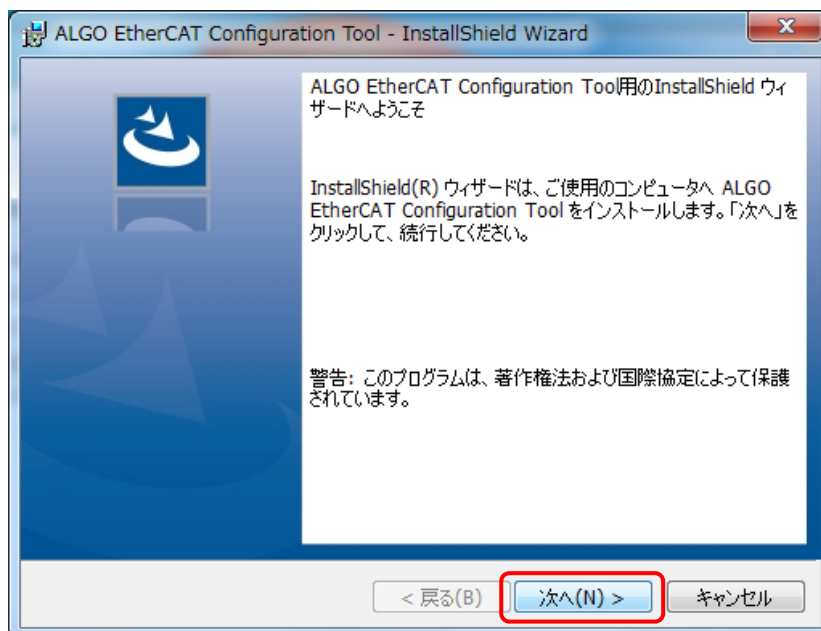 ALGO EtherCAT Configuration Tool - InstallShield Wizard
ALGO EtherCAT Configuration Tool用のInstallShield ウィ
ザードへようこそ
InstallShield(R) ウィザードは、ご使用のコンピュータへ ALGO
EtherCAT Configuration Tool をインストールします。「次へ」を
クリックして、続行してください。
警告: このプログラムは、著作権法および国際協定によって保護
されています。
< 戻る(B)
次へ(N) >
キャンセル